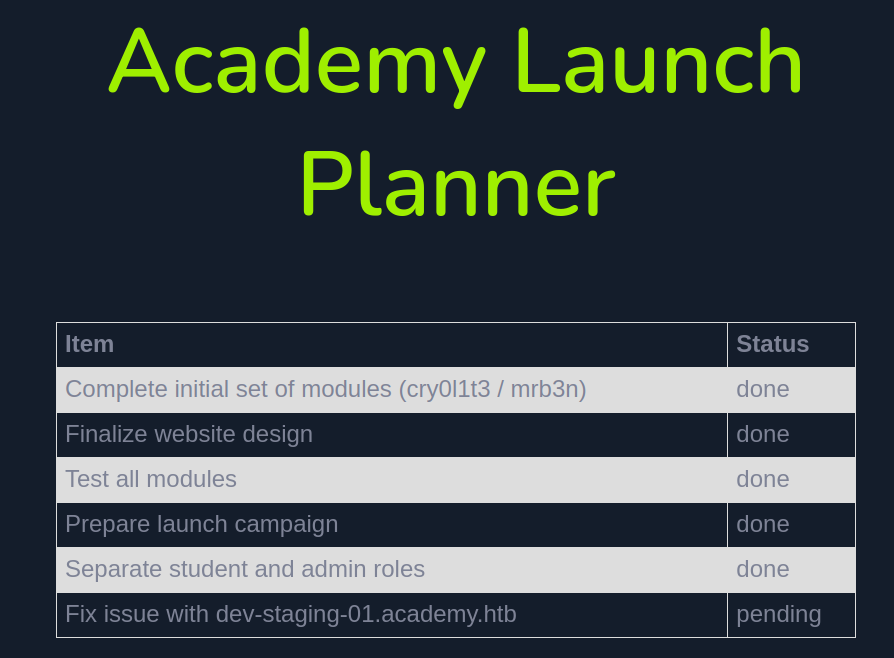 Academy Launch
Planner
Item Status
Complete initial set of modules (cry0l1t3 / mrb3n) done
Finalize website design done
Test all modules done
Prepare launch campaign done
Separate student and admin roles done
Fix issue with dev-staging-01.academy.htb pending